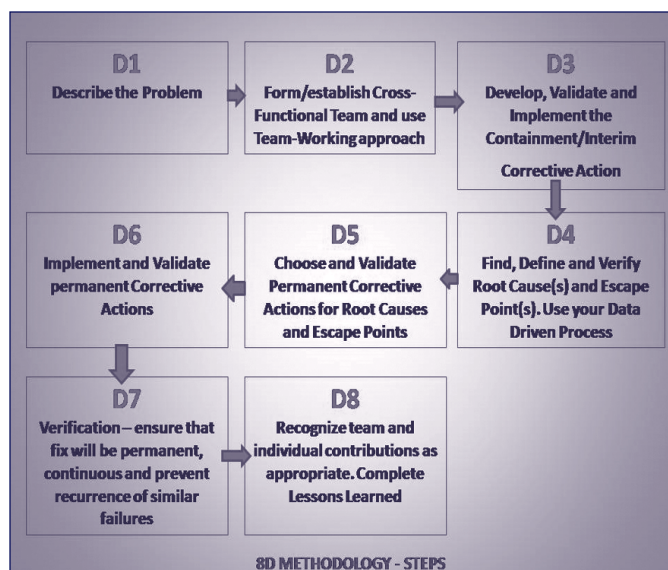 D1
Describe the Problem
D2
Form/establish Cross-
Functional Team and use
Team-Working approach
D3
Develop, Validate and
Implement the
Containment/Interim
Corrective Action
D4
Find, Define and Verify
Root Cause(s) and Escape
Point(s). Use your Data
Driven Process
D5
Choose and Validate
Permanent Corrective
Actions for Root Causes
and Escape Points
D6
Implement and Validate
permanent Corrective
Actions
D7
Verification – ensure that
fix will be permanent,
continuous and prevent
recurrence of similar
failures
D8
Recognize team and
individual contributions as
appropriate. Complete
Lessons Learned
8D METHODOLOGY - STEPS